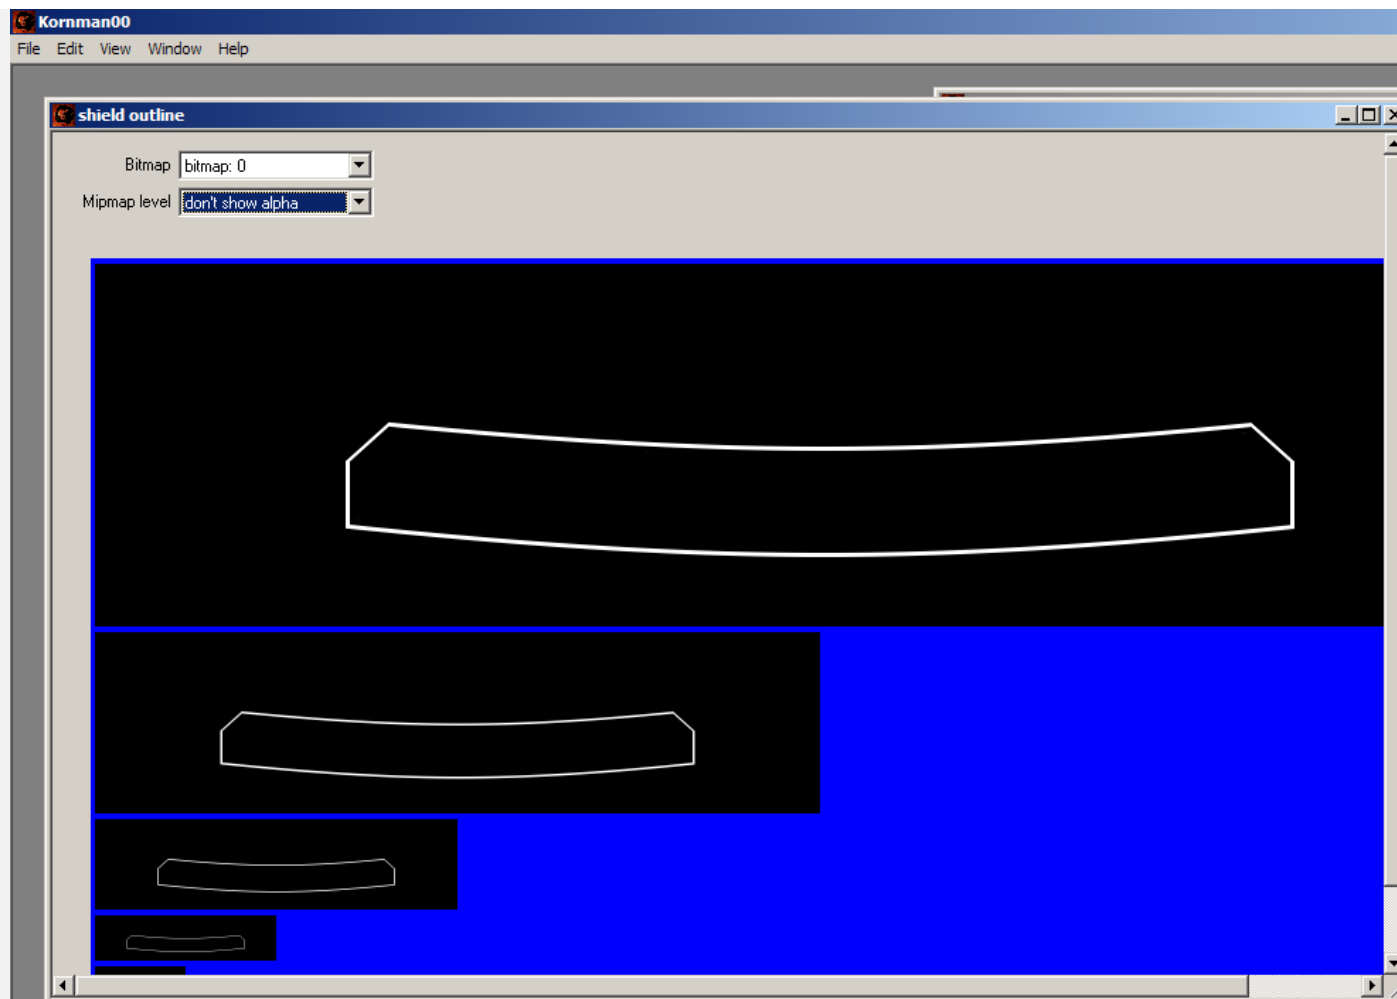 Kornman00
File Edit View Window Help
shield outline
Bitmap bitmap: 0
Mipmap level don't show alpha